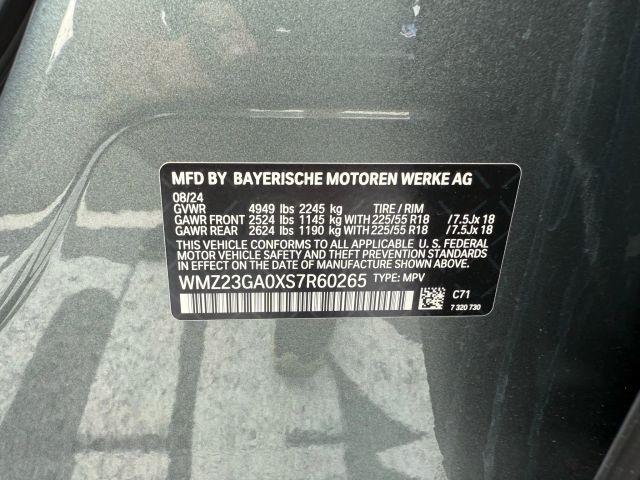 MFD BY BAYERISCHE MOTOREN WERKE AG
08/24
GVWR 4949 lbs 2245 kg TIRE / RIM
GAWR FRONT 2524 lbs 1145 kg WITH 225/55 R18 /7.5Jx 18
GAWR REAR 2624 lbs 1190 kg WITH 225/55 R18 /7.5Jx 18
THIS VEHICLE CONFORMS TO ALL APPLICABLE U. S. FEDERAL
MOTOR VEHICLE SAFETY AND THEFT PREVENTION STANDARDS
IN EFFECT ON THE DATE OF MANUFACTURE SHOWN ABOVE.
WMZ23GA0XS7R60265 TYPE: MPV
C71
7 320 730